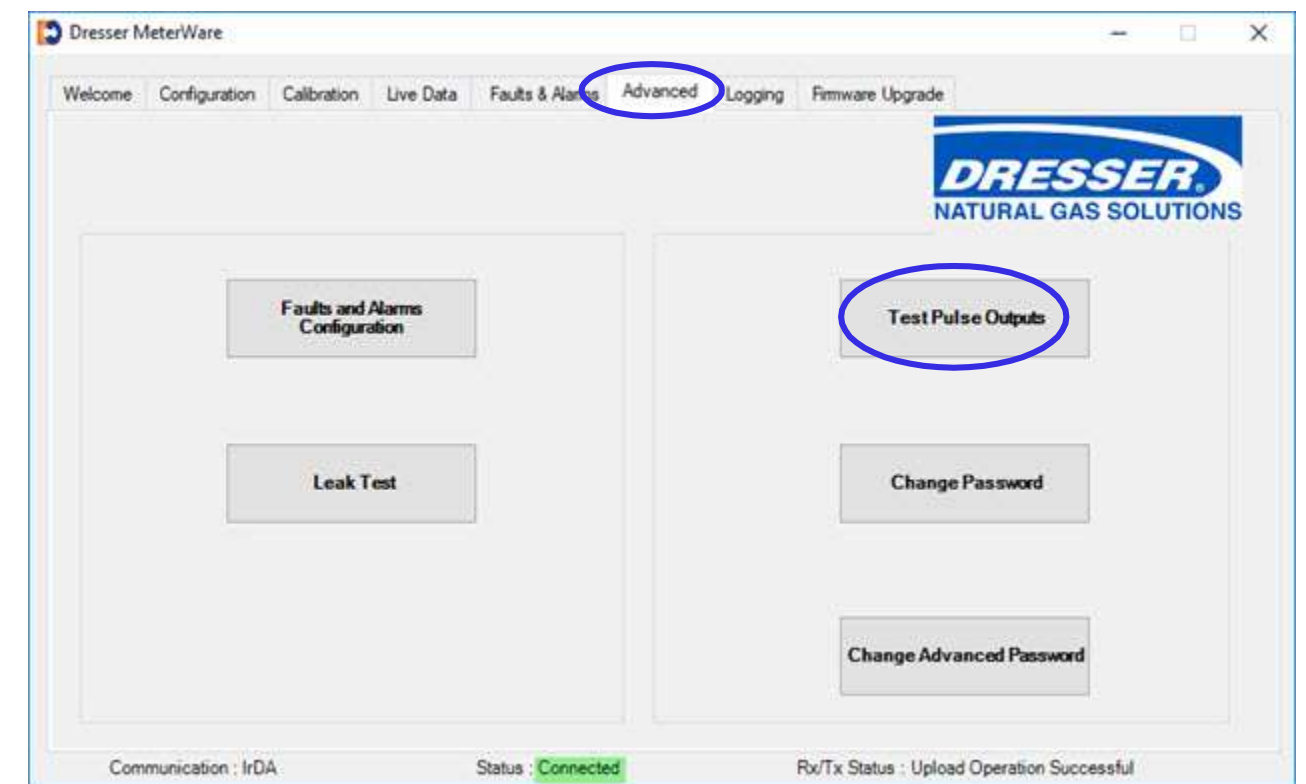 Dresser MeterWare
Welcome Configuration Calibration Live Data Faults & Alarms Advanced Logging Firmware Upgrade
DRESSER®
NATURAL GAS SOLUTIONS
Faults and Alarms
Configuration
Test Pulse Outputs
Leak Test
Change Password
Change Advanced Password
Communication : IrDA Status : Connected Rx/Tx Status : Upload Operation Successful